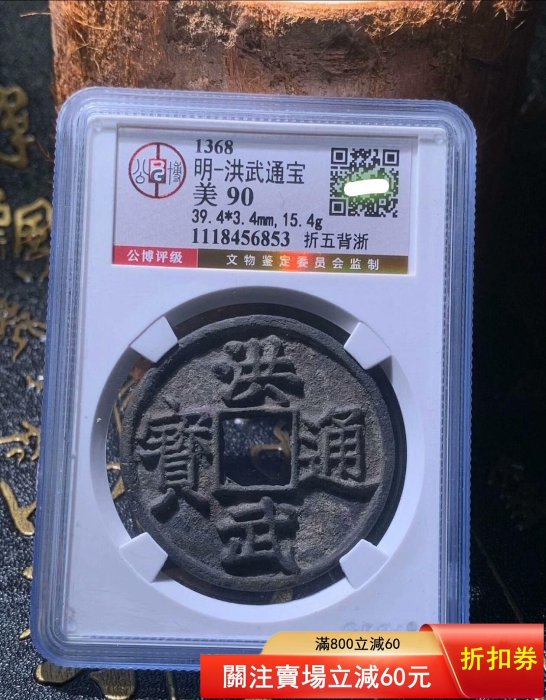 1368
明-洪武通宝
美 90
39.4*3.4mm, 15.4g
1118456853 折五背浙
公博
公博评级
文物鉴定委员会监制
洪武通寶
滿800立減60
關注賣場立減60元
折扣券